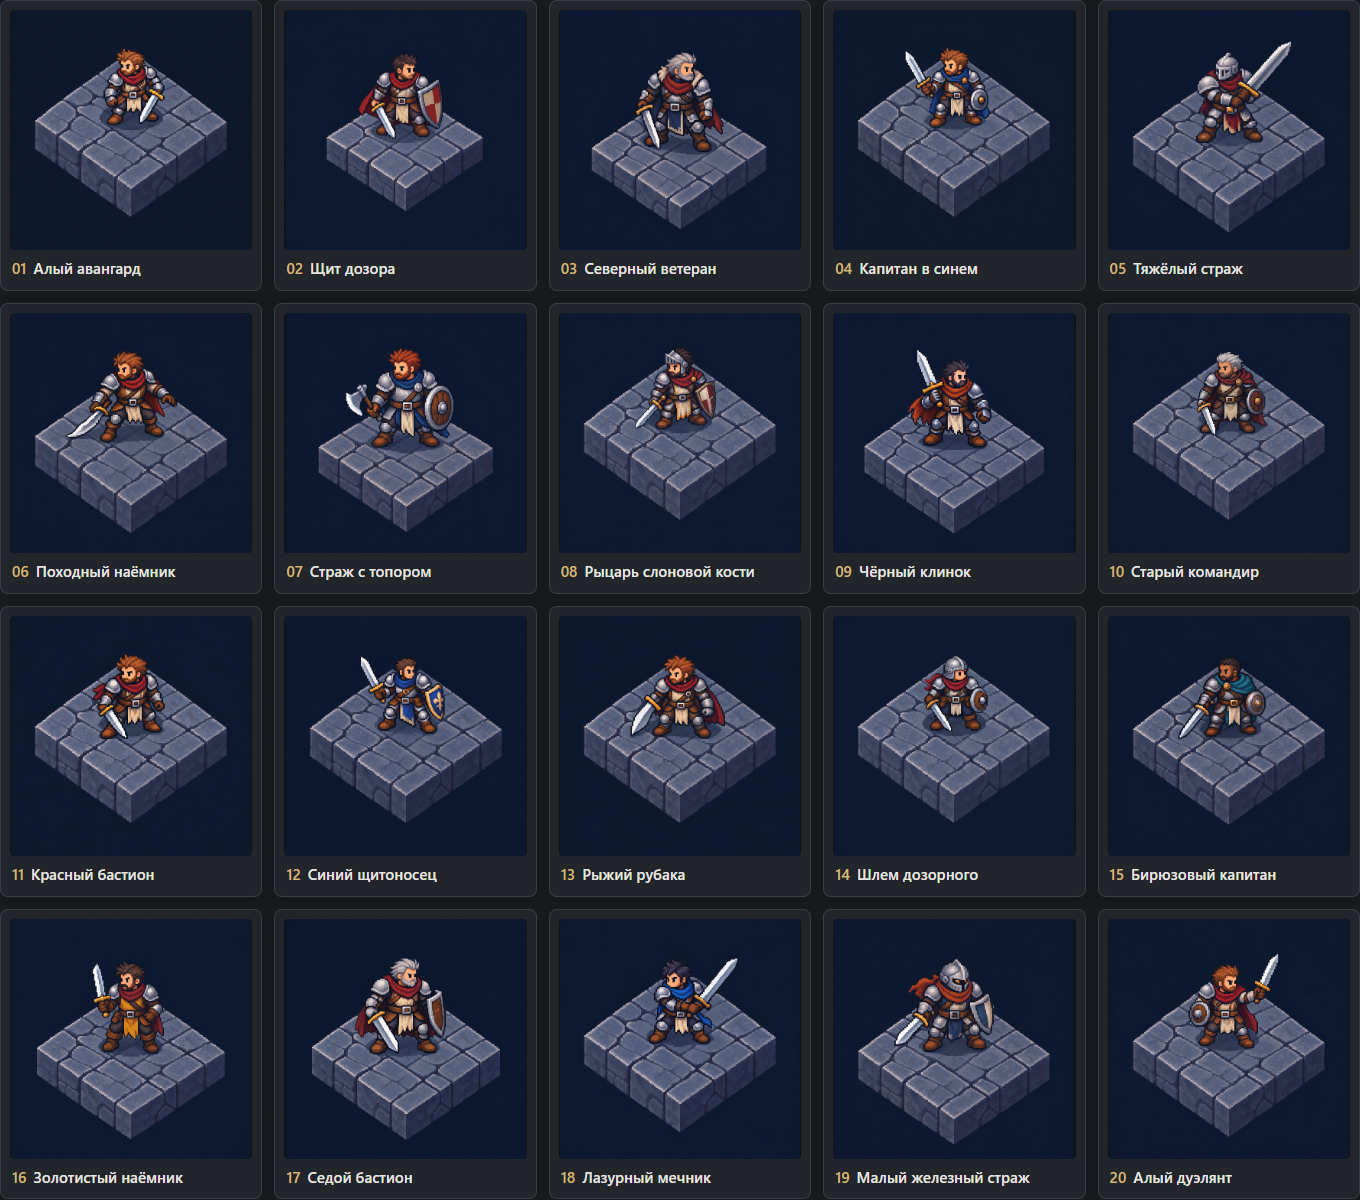 01 Алый авангард
02 Щит дозора
03 Северный ветеран
04 Капитан в синем
05 Тяжёлый страж
06 Походный наёмник
07 Страж с топором
08 Рыцарь слоновой кости
09 Чёрный клинок
10 Старый командир
11 Красный бастион
12 Синий щитоносец
13 Рыжий рубака
14 Шлем дозорного
15 Бирюзовый капитан
16 Золотистый наёмник
17 Седой бастион
18 Лазурный мечник
19 Малый железный страж
20 Алый дуэлянт